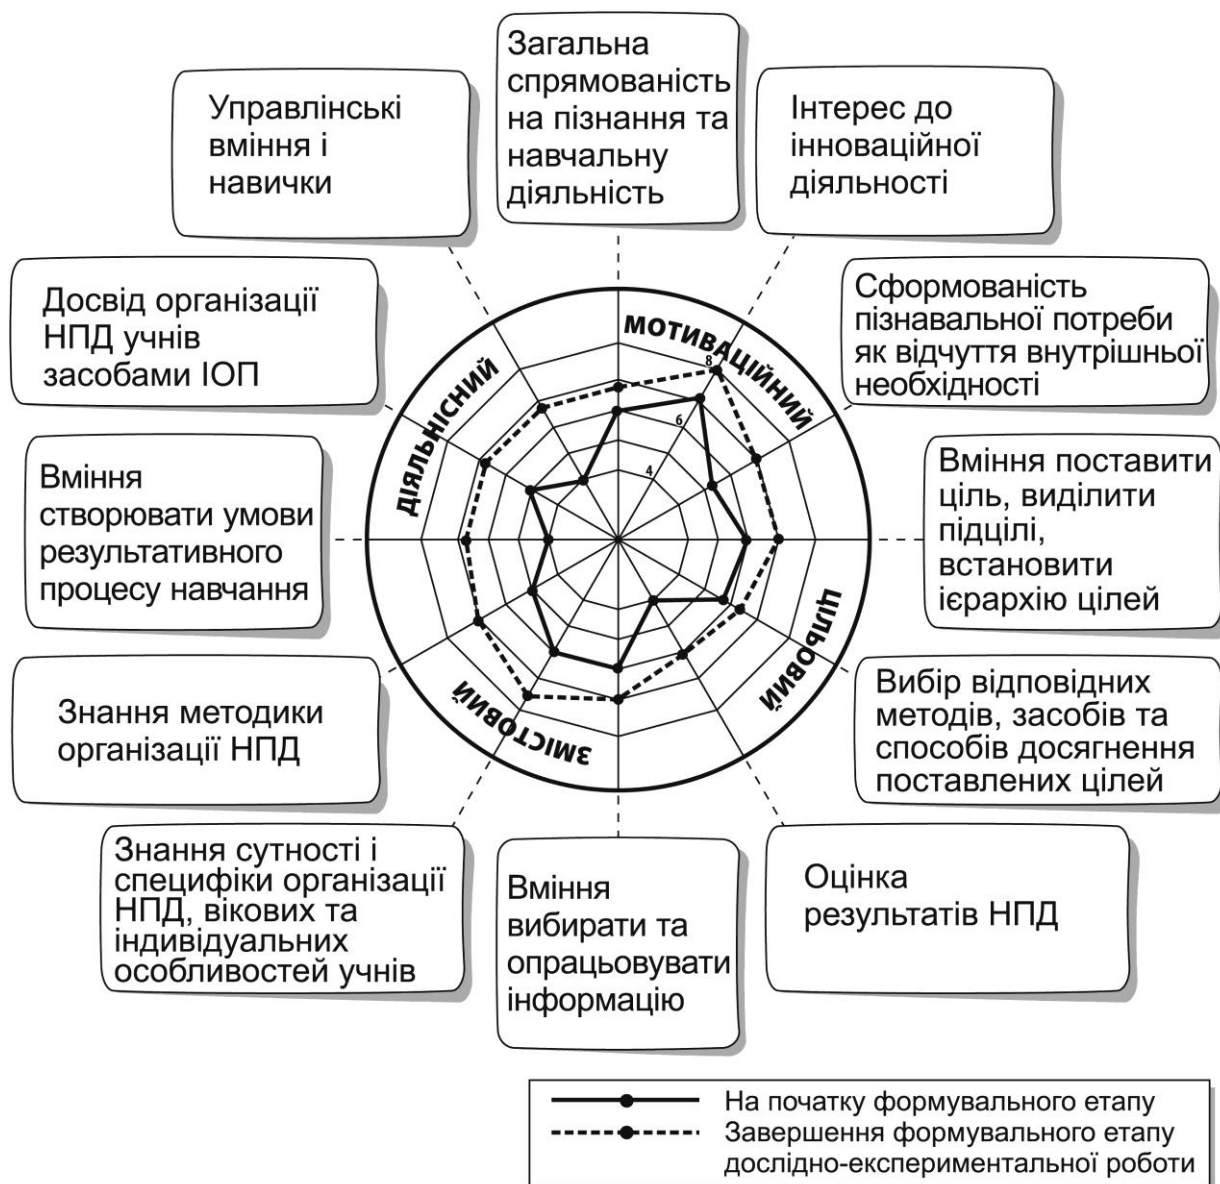 Загальна
спрямованість
на пізнання та
навчальну
діяльність
Інтерес до
інноваційної
діяльності
Сформованість
пізнавальної потреби
як відчуття внутрішньої
необхідності
Вміння поставити
ціль, виділити
підцілі,
встановити
ієрархію цілей
Вибір відповідних
методів, засобів та
способів досягнення
поставлених цілей
Оцінка
результатів НПД
Вміння
вибирати та
опрацьовувати
інформацію
Знання сутності і
специфіки організації
НПД, вікових та
індивідуальних
особливостей учнів
Знання методики
організації НПД
Вміння
створювати умови
результативного
процесу навчання
Досвід організації
НПД учнів
засобами ІОП
Управлінські
вміння і
навички
МОТИВАЦІЙНИЙ
ЦІЛЬОВИЙ
ЗМІСТОВИЙ
ДІЯЛЬНІСНИЙ
8
6
4
На початку формувального етапу
Завершення формувального етапу
дослідно-експериментальної роботи